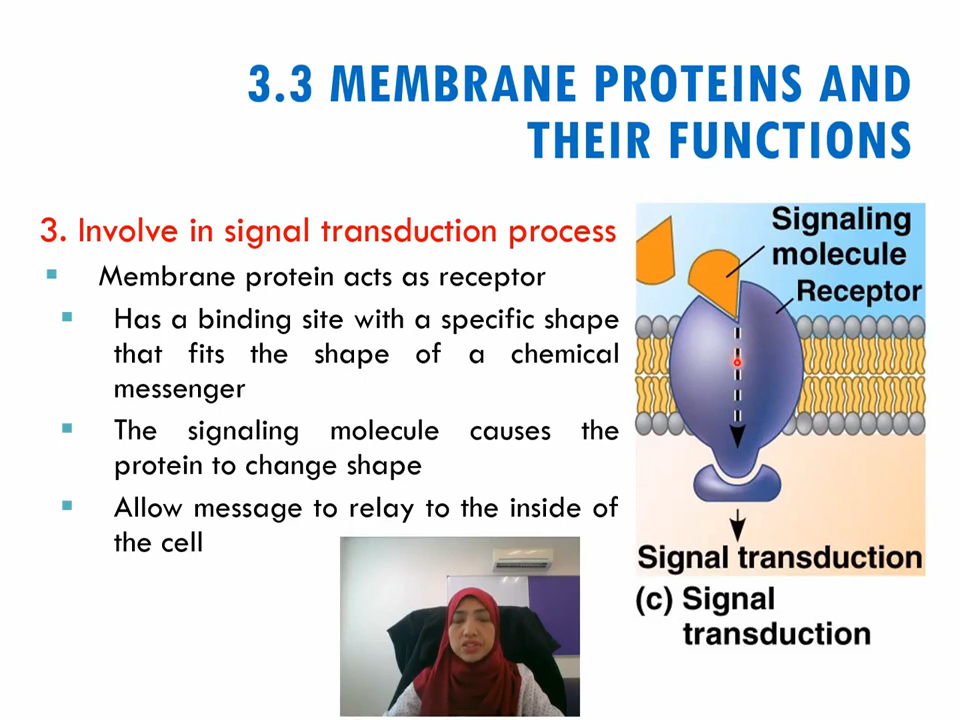 3.3 MEMBRANE PROTEINS AND
THEIR FUNCTIONS
3. Involve in signal transduction process
Membrane protein acts as receptor
Has a binding site with a specific shape
that fits the shape of a chemical
messenger
The signaling molecule causes the
protein to change shape
Allow message to relay to the inside of
the cell
Signaling
molecule
Receptor
Signal transduction
(c) Signal
transduction